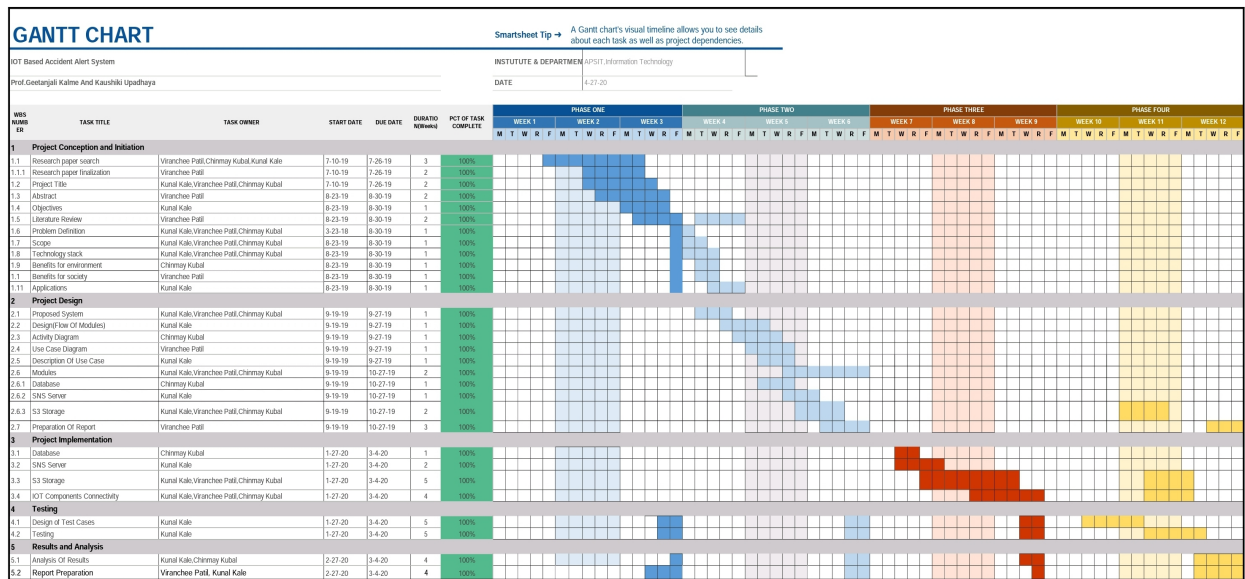 GANTT CHART
Smartsheet Tip ➜ A Gantt chart's visual timeline allows you to see details
about each task as well as project dependencies.
IOT Based Accident Alert System INSTUTUTE & DEPARTMEN APSIT,Information Technology
Prof.Geetanjali Kalme And Kaushiki Upadhaya DATE 4-27-20
WBS NUMB ER TASK TITLE TASK OWNER START DATE DUE DATE DURATIO N(Weeks) PCT OF TASK COMPLETE
PHASE ONE PHASE TWO PHASE THREE PHASE FOUR
WEEK 1 WEEK 2 WEEK 3 WEEK 4 WEEK 5 WEEK 6 WEEK 7 WEEK 8 WEEK 9 WEEK 10 WEEK 11 WEEK 12
M T W R F M T W R F M T W R F M T W R F M T W R F M T W R F M T W R F M T W R F M T W R F M T W R F M T W R F M T W R F
1 Project Conception and Initiation
1.1 Research paper search Viranchee Patil,Chinmay Kubal,Kunal Kale 7-10-19 7-26-19 3 100%
1.1.1 Research paper finalization Viranchee Patil 7-10-19 7-26-19 2 100%
1.2 Project Title Kunal Kale,Viranchee Patil,Chinmay Kubal 7-10-19 7-26-19 2 100%
1.3 Abstract Viranchee Patil 8-23-19 8-30-19 2 100%
1.4 Objectives Kunal Kale 8-23-19 8-30-19 1 100%
1.5 Literature Review Viranchee Patil 8-23-19 8-30-19 2 100%
1.6 Problem Definition Kunal Kale,Viranchee Patil,Chinmay Kubal 3-23-18 8-30-19 1 100%
1.7 Scope Kunal Kale,Viranchee Patil,Chinmay Kubal 8-23-19 8-30-19 1 100%
1.8 Technology stack Kunal Kale,Viranchee Patil,Chinmay Kubal 8-23-19 8-30-19 1 100%
1.9 Benefits for environment Chinmay Kubal 8-23-19 8-30-19 1 100%
1.1 Benefits for society Viranchee Patil 8-23-19 8-30-19 1 100%
1.11 Applications Kunal Kale 8-23-19 8-30-19 1 100%
2 Project Design
2.1 Proposed System Kunal Kale,Viranchee Patil,Chinmay Kubal 9-19-19 9-27-19 1 100%
2.2 Design(Flow Of Modules) Kunal Kale 9-19-19 9-27-19 1 100%
2.3 Activity Diagram Chinmay Kubal 9-19-19 9-27-19 1 100%
2.4 Use Case Diagram Viranchee Patil 9-19-19 9-27-19 1 100%
2.5 Description Of Use Case Kunal Kale 9-19-19 9-27-19 1 100%
2.6 Modules Kunal Kale,Viranchee Patil,Chinmay Kubal 9-19-19 10-27-19 2 100%
2.6.1 Database Chinmay Kubal 9-19-19 10-27-19 1 100%
2.6.2 SNS Server Kunal Kale 9-19-19 10-27-19 1 100%
2.6.3 S3 Storage Kunal Kale,Viranchee Patil,Chinmay Kubal 9-19-19 10-27-19 2 100%
2.7 Preparation Of Report Viranchee Patil 9-19-19 10-27-19 3 100%
3 Project Implementation
3.1 Database Chinmay Kubal 1-27-20 3-4-20 1 100%
3.2 SNS Server Kunal Kale 1-27-20 3-4-20 2 100%
3.3 S3 Storage Kunal Kale,Viranchee Patil,Chinmay Kubal 1-27-20 3-4-20 5 100%
3.4 IOT Components Connectivity Kunal Kale,Viranchee Patil,Chinmay Kubal 1-27-20 3-4-20 4 100%
4 Testing
4.1 Design of Test Cases Kunal Kale 1-27-20 3-4-20 5 100%
4.2 Testing Kunal Kale 1-27-20 3-4-20 5 100%
5 Results and Analysis
5.1 Analysis Of Results Kunal Kale,Chinmay Kubal 2-27-20 3-4-20 4 100%
5.2 Report Preparation Viranchee Patil, Kunal Kale 2-27-20 3-4-20 4 100%